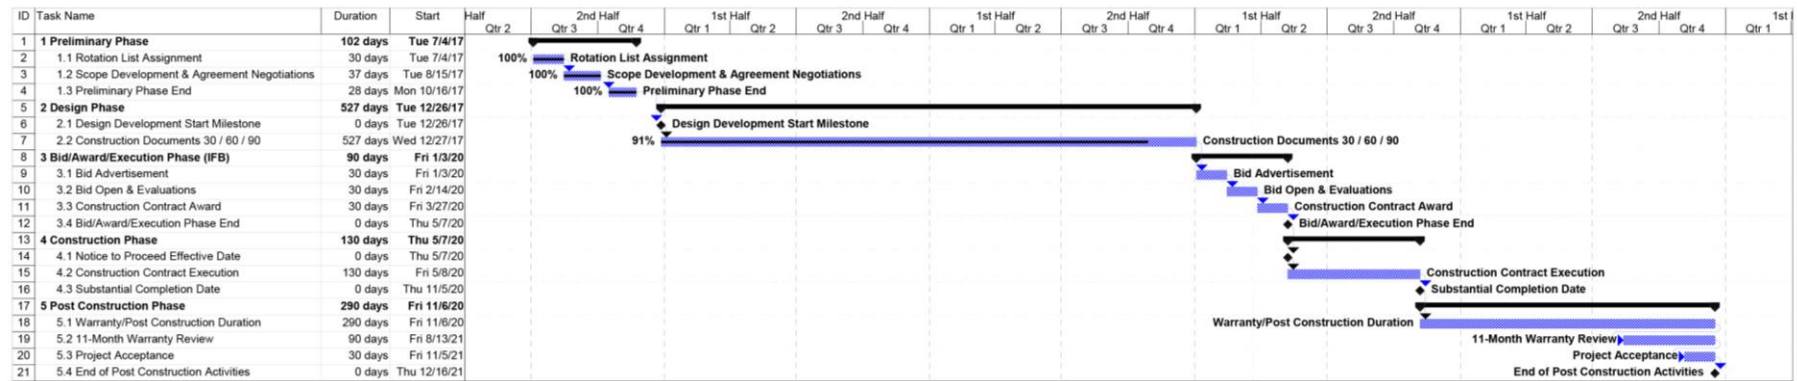 ID Task Name Duration Start Half 2nd Half 1st Half 2nd Half 1st Half 2nd Half 1st Half 2nd Half 1st Half 2nd Half 1st
Qtr 2 Qtr 3 Qtr 4 Qtr 1 Qtr 2 Qtr 3 Qtr 4 Qtr 1 Qtr 2 Qtr 3 Qtr 4 Qtr 1 Qtr 2 Qtr 3 Qtr 4 Qtr 1 Qtr 2 Qtr 3 Qtr 4 Qtr 1
1 1 Preliminary Phase 102 days Tue 7/4/17
2 1.1 Rotation List Assignment 30 days Tue 7/4/17 100% Rotation List Assignment
3 1.2 Scope Development & Agreement Negotiations 37 days Tue 8/15/17 100% Scope Development & Agreement Negotiations
4 1.3 Preliminary Phase End 28 days Mon 10/16/17 100% Preliminary Phase End
5 2 Design Phase 527 days Tue 12/26/17
6 2.1 Design Development Start Milestone 0 days Tue 12/26/17 Design Development Start Milestone
7 2.2 Construction Documents 30 / 60 / 90 527 days Wed 12/27/17 91% Construction Documents 30 / 60 / 90
8 3 Bid/Award/Execution Phase (IFB) 90 days Fri 1/3/20
9 3.1 Bid Advertisement 30 days Fri 1/3/20 Bid Advertisement
10 3.2 Bid Open & Evaluations 30 days Fri 2/14/20 Bid Open & Evaluations
11 3.3 Construction Contract Award 30 days Fri 3/27/20 Construction Contract Award
12 3.4 Bid/Award/Execution Phase End 0 days Thu 5/7/20 Bid/Award/Execution Phase End
13 4 Construction Phase 130 days Thu 5/7/20
14 4.1 Notice to Proceed Effective Date 0 days Thu 5/7/20
15 4.2 Construction Contract Execution 130 days Fri 5/8/20 Construction Contract Execution
16 4.3 Substantial Completion Date 0 days Thu 11/5/20 Substantial Completion Date
17 5 Post Construction Phase 290 days Fri 11/6/20
18 5.1 Warranty/Post Construction Duration 290 days Fri 11/6/20 Warranty/Post Construction Duration
19 5.2 11-Month Warranty Review 90 days Fri 8/13/21 11-Month Warranty Review
20 5.3 Project Acceptance 30 days Fri 11/5/21 Project Acceptance
21 5.4 End of Post Construction Activities 0 days Thu 12/16/21 End of Post Construction Activities